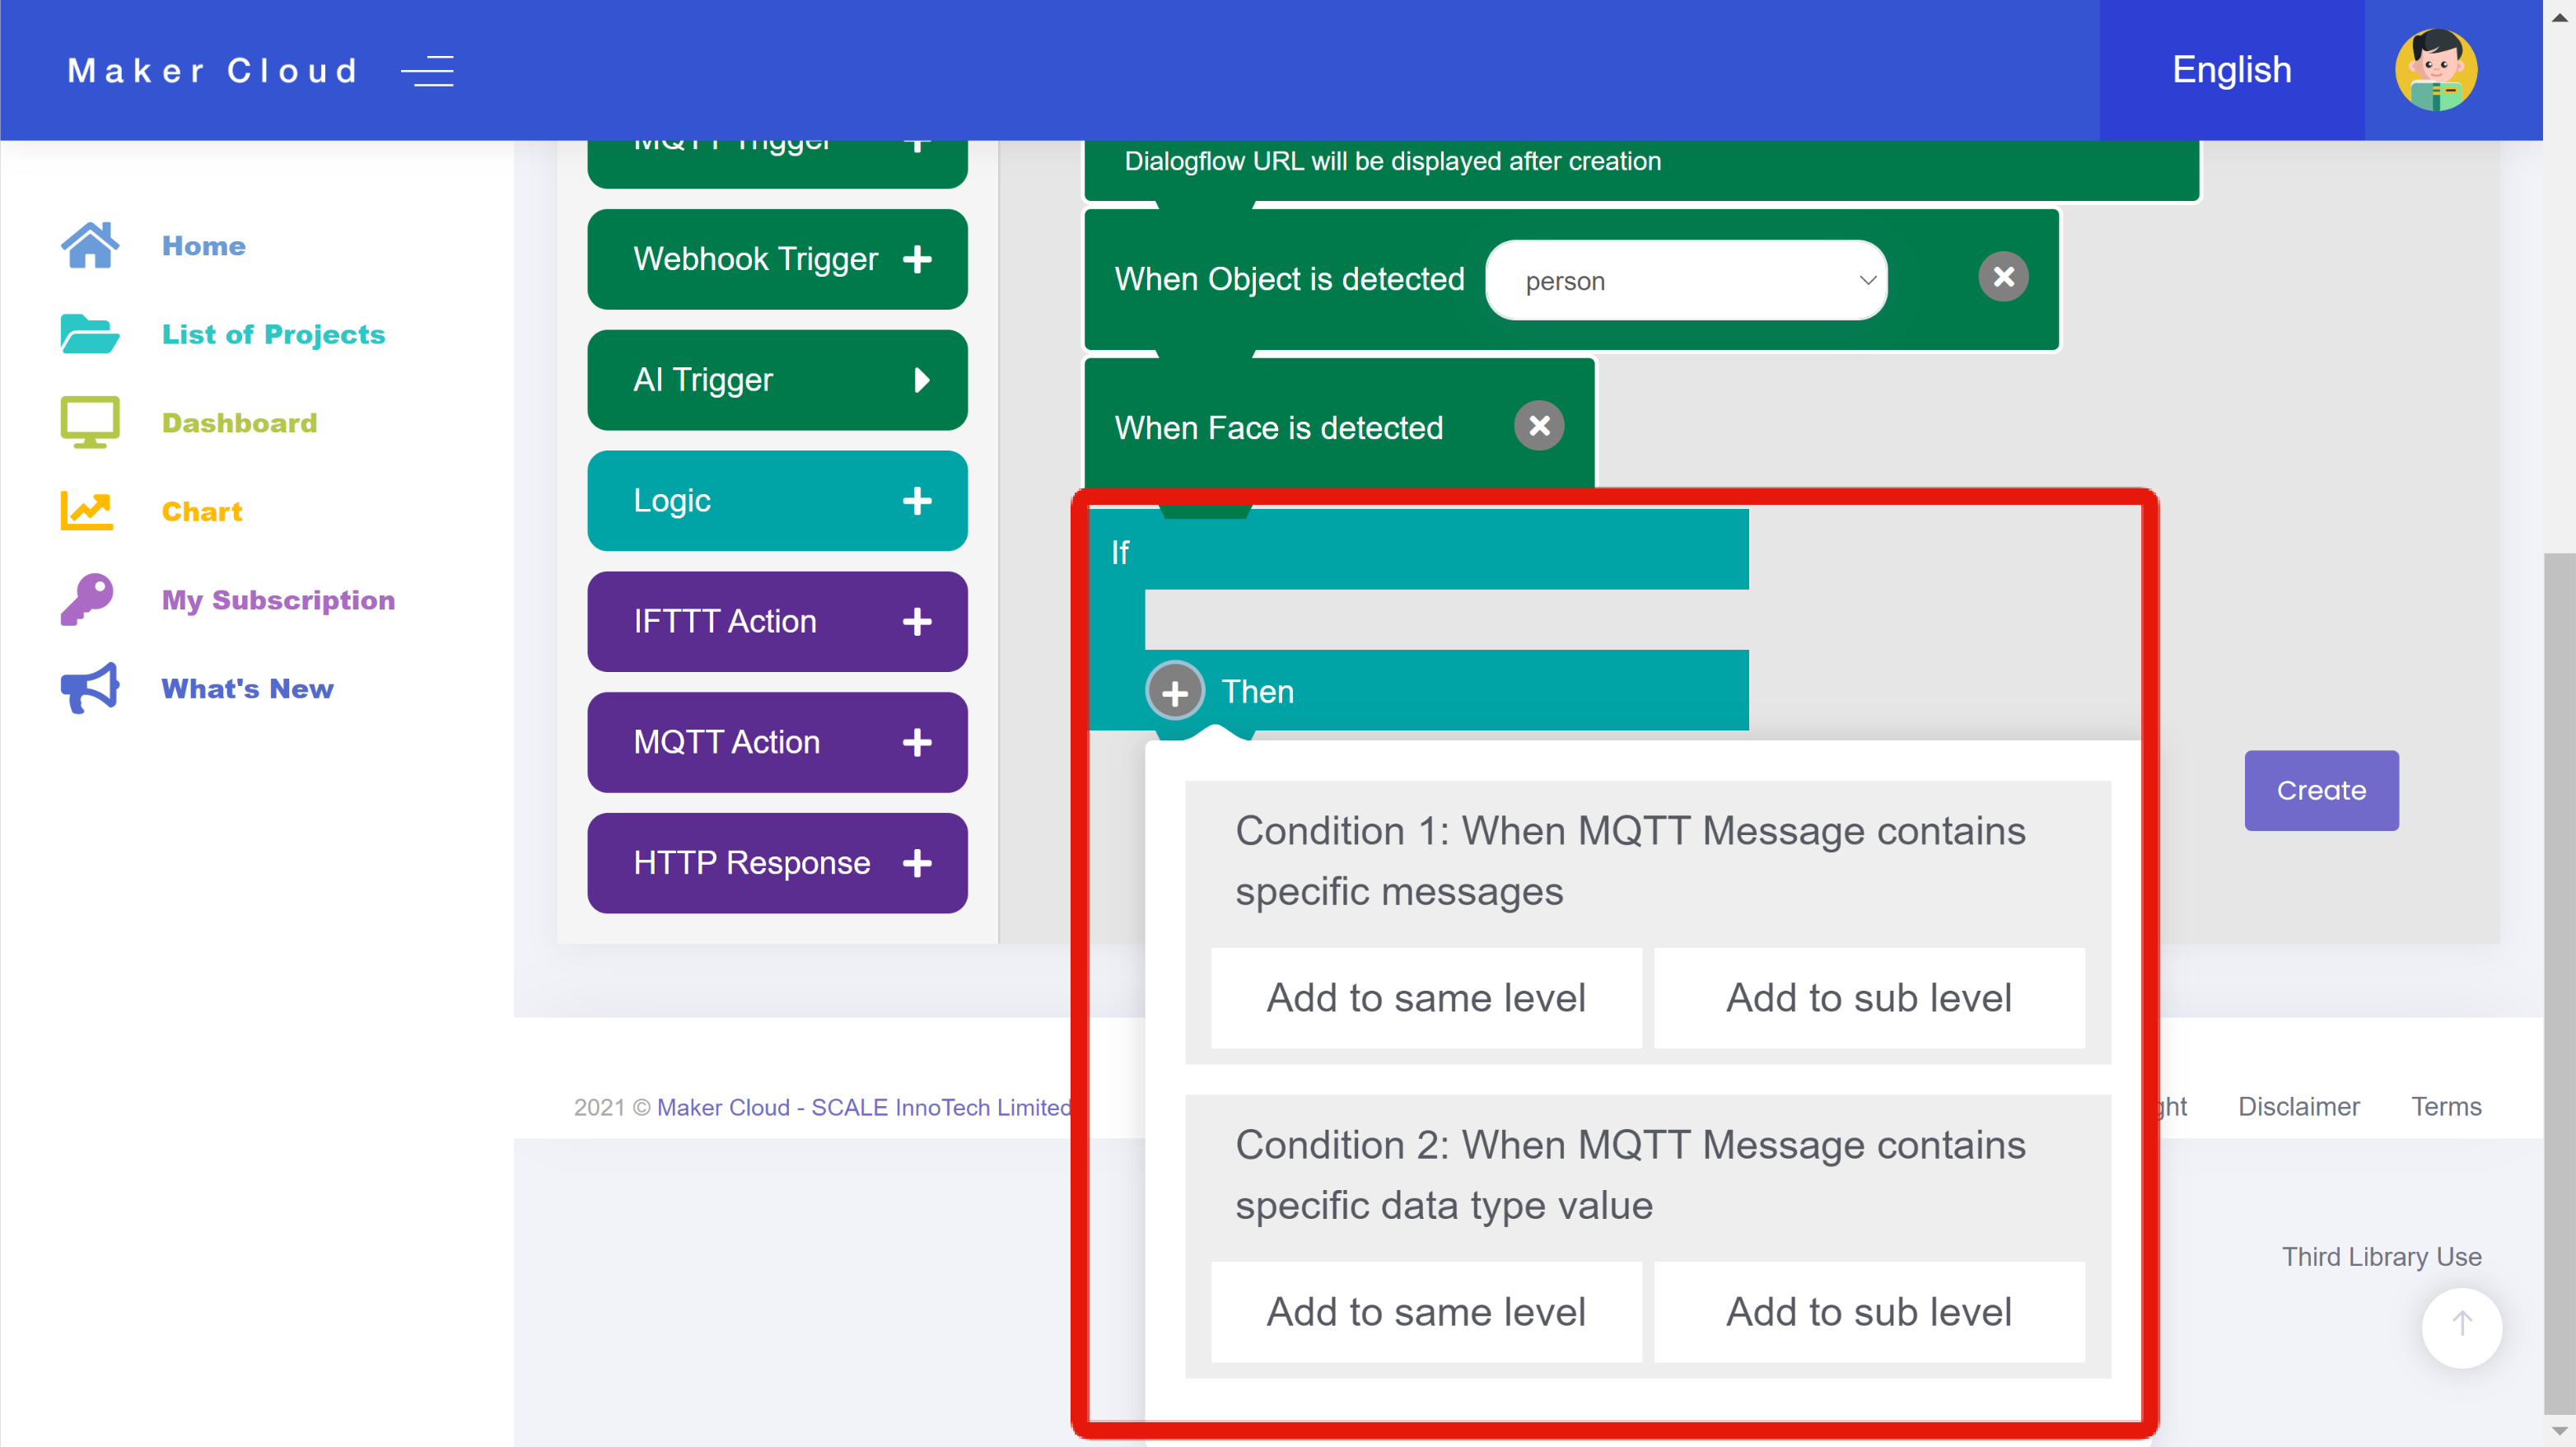 Maker Cloud
English
Home
List of Projects
Dashboard
Chart
My Subscription
What's New
MQTT Trigger
Webhook Trigger
AI Trigger
Logic
IFTTT Action
MQTT Action
HTTP Response
Dialogflow URL will be displayed after creation
When Object is detected person
When Face is detected
If
Then
Condition 1: When MQTT Message contains
specific messages
Add to same level Add to sub level
Condition 2: When MQTT Message contains
specific data type value
Add to same level Add to sub level
Create
2021 © Maker Cloud - SCALE InnoTech Limited
ght Disclaimer Terms
Third Library Use